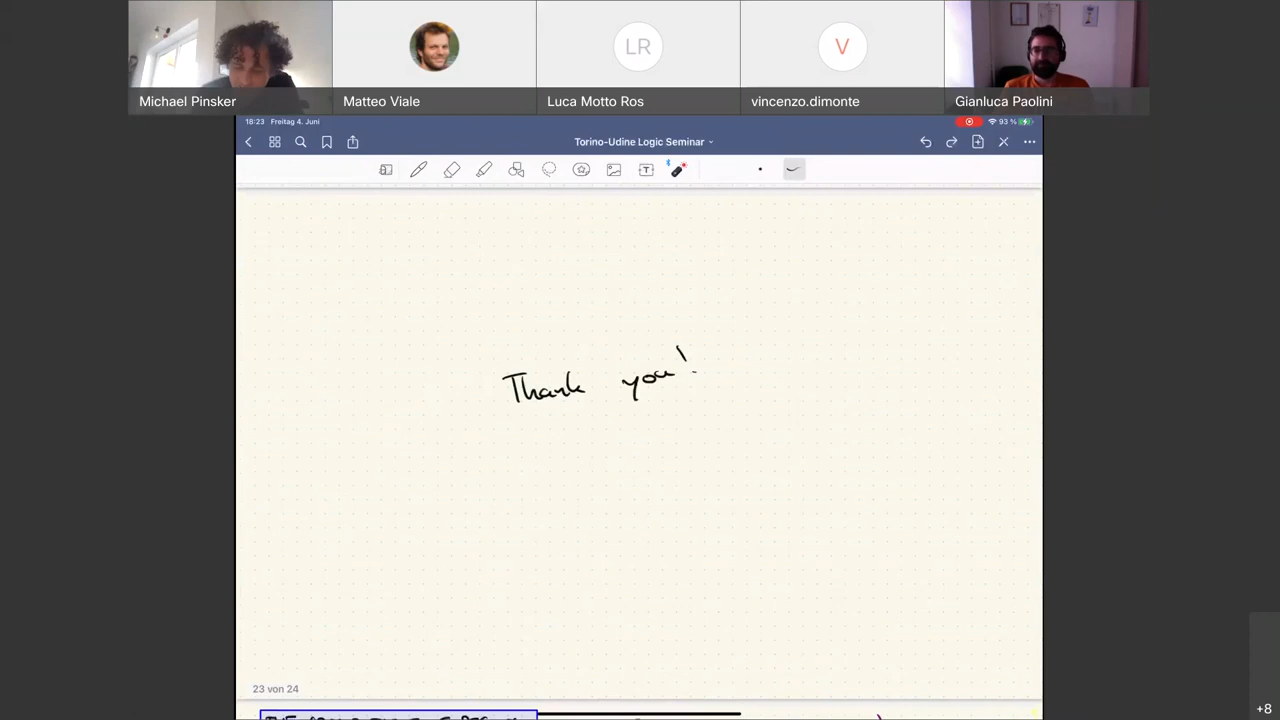 LR
V
Michael Pinsker
Matteo Viale
Luca Motto Ros
vincenzo.dimonte
Gianluca Paolini
18:23 Freitag 4. Juni
93 %
Torino-Udine Logic Seminar
T
Thank you!
23 von 24
+8